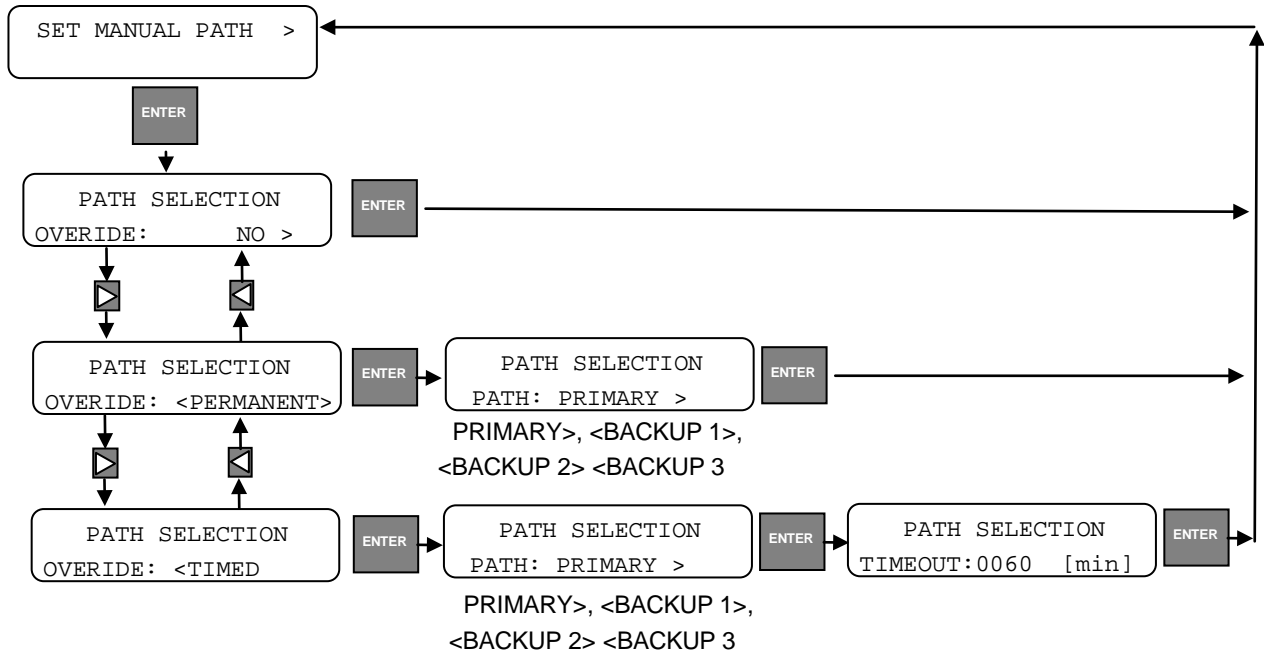 SET MANUAL PATH >
ENTER
PATH SELECTION
OVERIDE: NO >
ENTER
PATH SELECTION
OVERIDE: <PERMANENT>
ENTER
PATH SELECTION
PATH: PRIMARY >
ENTER
PRIMARY>, <BACKUP 1>,
<BACKUP 2> <BACKUP 3
PATH SELECTION
OVERIDE: <TIMED
ENTER
PATH SELECTION
PATH: PRIMARY >
ENTER
PATH SELECTION
TIMEOUT:0060 [min]
ENTER
PRIMARY>, <BACKUP 1>,
<BACKUP 2> <BACKUP 3